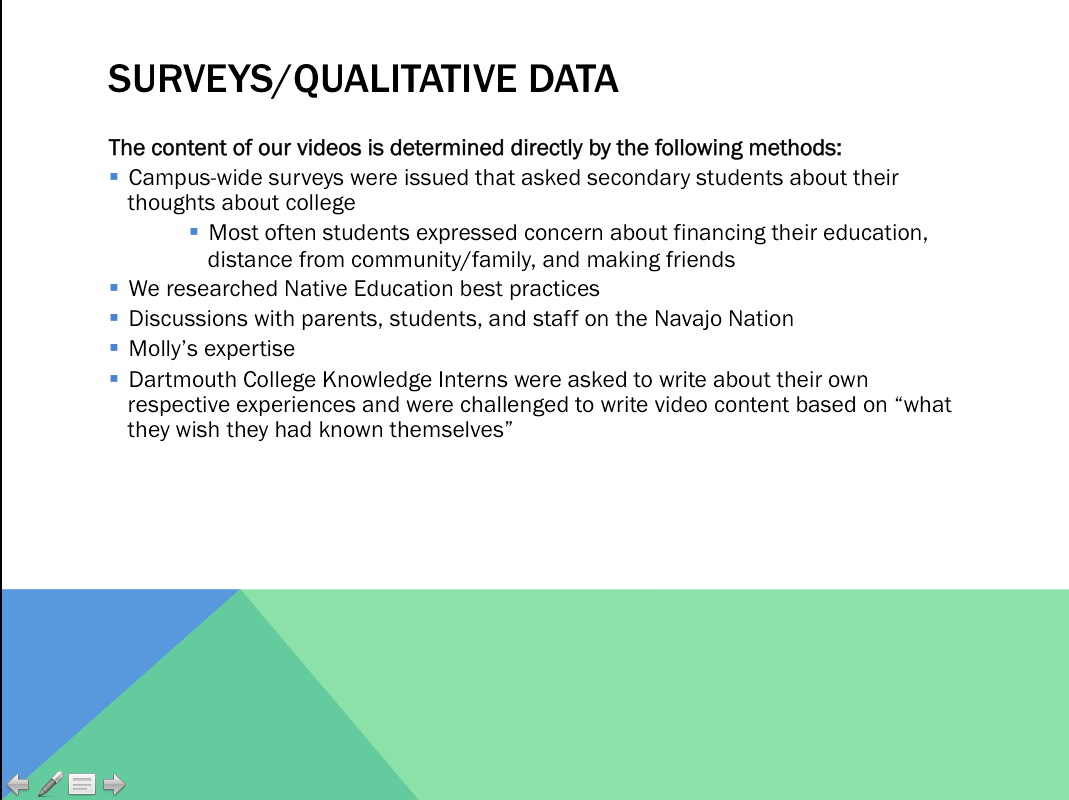 SURVEYS/QUALITATIVE DATA
The content of our videos is determined directly by the following methods:
Campus-wide surveys were issued that asked secondary students about their
thoughts about college
Most often students expressed concern about financing their education,
distance from community/family, and making friends
We researched Native Education best practices
Discussions with parents, students, and staff on the Navajo Nation
Molly’s expertise
Dartmouth College Knowledge Interns were asked to write about their own
respective experiences and were challenged to write video content based on “what
they wish they had known themselves”